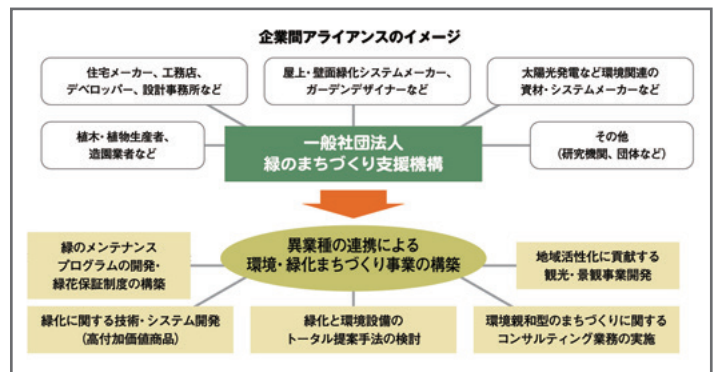 企業間アライアンスのイメージ
住宅メーカー、工務店、
デベロッパー、設計事務所など
屋上・壁面緑化システムメーカー、
ガーデンデザイナーなど
太陽光発電など環境関連の
資材・システムメーカーなど
植木・植物生産者、
造園業者など
一般社団法人
緑のまちづくり支援機構
その他
（研究機関、団体など）
異業種の連携による
環境・緑化まちづくり事業の構築
緑のメンテナンス
プログラムの開発・
緑花保証制度の構築
地域活性化に貢献する
観光・景観事業開発
緑化に関する技術・システム開発
（高付加価値商品）
緑化と環境設備の
トータル提案手法の検討
環境親和型のまちづくりに関する
コンサルティング業務の実施